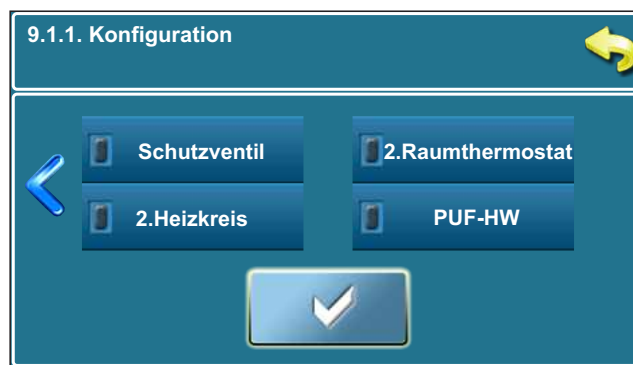 9.1.1. Konfiguration
Schutzventil
2.Raumthermostat
2.Heizkreis
PUF-HW